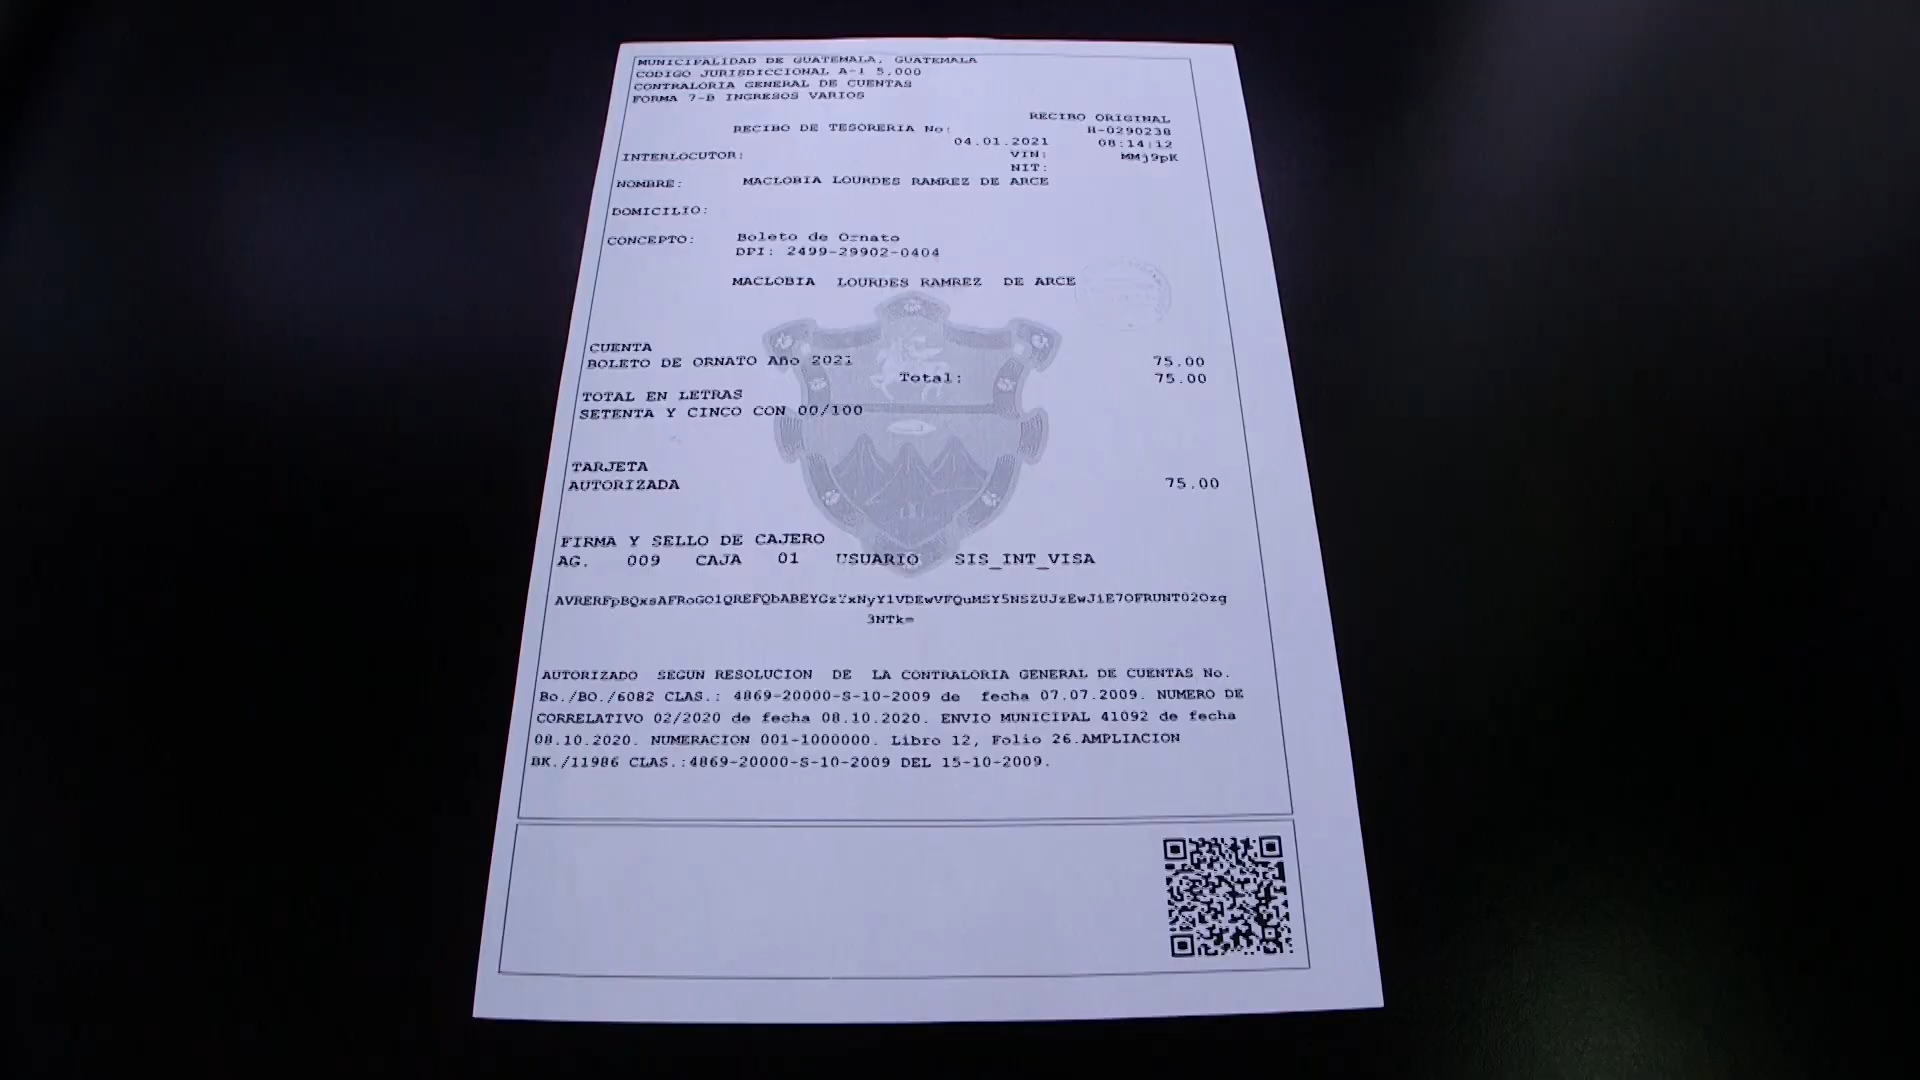 MUNICIPALIDAD DE GUATEMALA, GUATEMALA
CODIGO JURISDICCIONAL A-1 5,000
CONTRALORIA GENERAL DE CUENTAS
FORMA 7-B INGRESOS VARIOS
RECIBO ORIGINAL
RECIBO DE TESORERIA No: H-0290238
04.01.2021 08:14:12
INTERLOCUTOR: VIN: MMj9pK
NIT:
NOMBRE: MACLOBIA LOURDES RAMREZ DE ARCE
DOMICILIO:
CONCEPTO: Boleto de Ornato
DPI: 2499-29902-0404
MACLOBIA LOURDES RAMREZ DE ARCE
CUENTA
BOLETO DE ORNATO Año 2021 75.00
Total: 75.00
TOTAL EN LETRAS
SETENTA Y CINCO CON 00/100
TARJETA
AUTORIZADA 75.00
FIRMA Y SELLO DE CAJERO
AG. 009 CAJA 01 USUARIO SIS_INT_VISA
3NTk=
AUTORIZADO SEGUN RESOLUCION DE LA CONTRALORIA GENERAL DE CUENTAS No.
Bo./BO./6082 CLAS.: 4869-20000-S-10-2009 de fecha 07.07.2009. NUMERO DE
CORRELATIVO 02/2020 de fecha 08.10.2020. ENVIO MUNICIPAL 41092 de fecha
08.10.2020. NUMERACION 001-1000000. Libro 12, Folio 26.AMPLIACION
BK./11986 CLAS.:4869-20000-S-10-2009 DEL 15-10-2009.